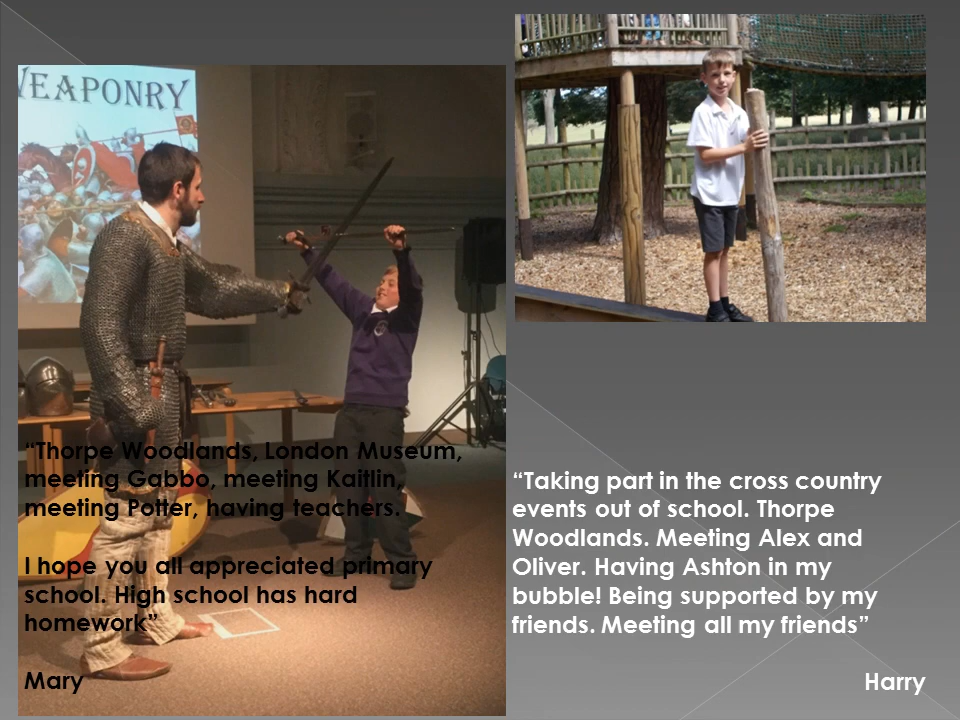 WEAPONRY
“Thorpe Woodlands, London Museum,
meeting Gabbo, meeting Kaitlin,
meeting Potter, having teachers.
I hope you all appreciated primary
school. High school has hard
homework”
Mary
“Taking part in the cross country
events out of school. Thorpe
Woodlands. Meeting Alex and
Oliver. Having Ashton in my
bubble! Being supported by my
friends. Meeting all my friends”
Harry